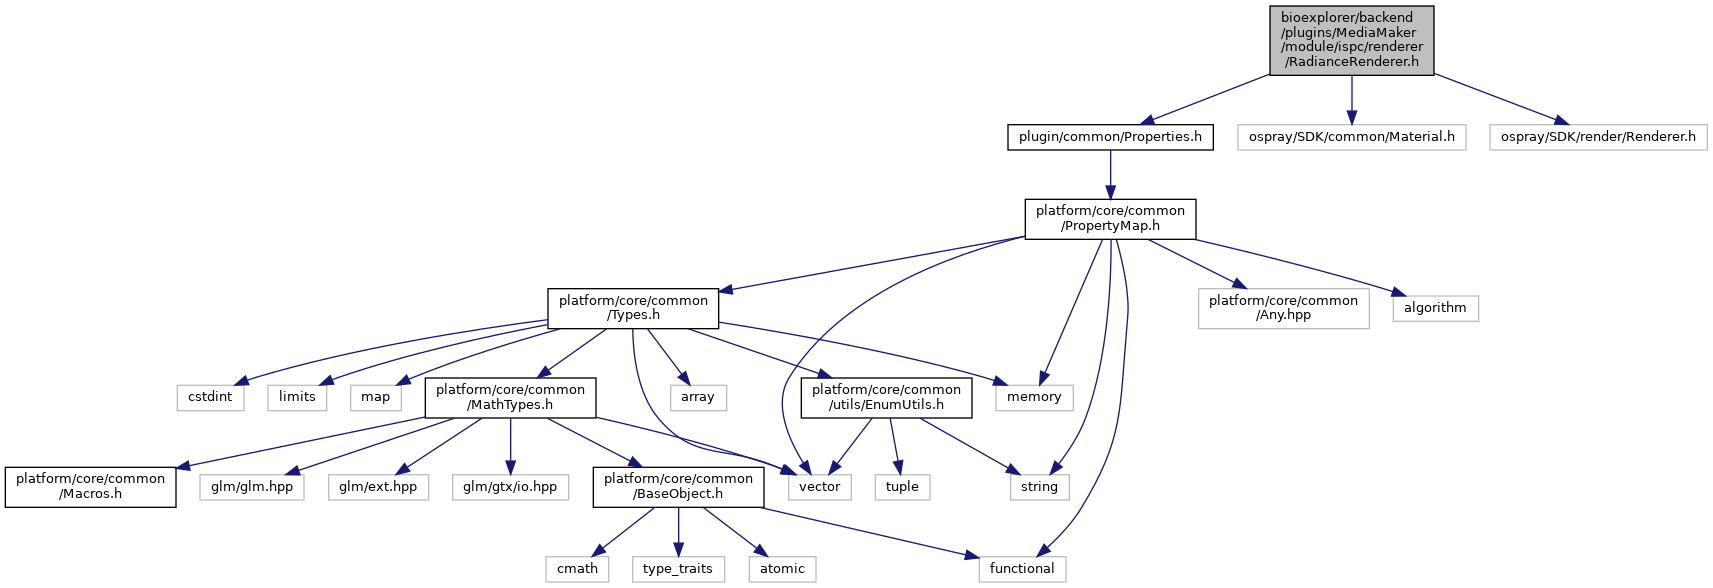 bioexplorer/backend
/plugins/MediaMaker
/module/ispc/renderer
/RadianceRenderer.h
plugin/common/Properties.h
ospray/SDK/common/Material.h
ospray/SDK/render/Renderer.h
platform/core/common
/PropertyMap.h
platform/core/common
/Types.h
platform/core/common
/Any.hpp
algorithm
cstdint
limits
map
platform/core/common
/MathTypes.h
array
platform/core/common
/utils/EnumUtils.h
memory
platform/core/common
/Macros.h
glm/glm.hpp
glm/ext.hpp
glm/gtx/io.hpp
platform/core/common
/BaseObject.h
vector
tuple
string
cmath
type_traits
atomic
functional